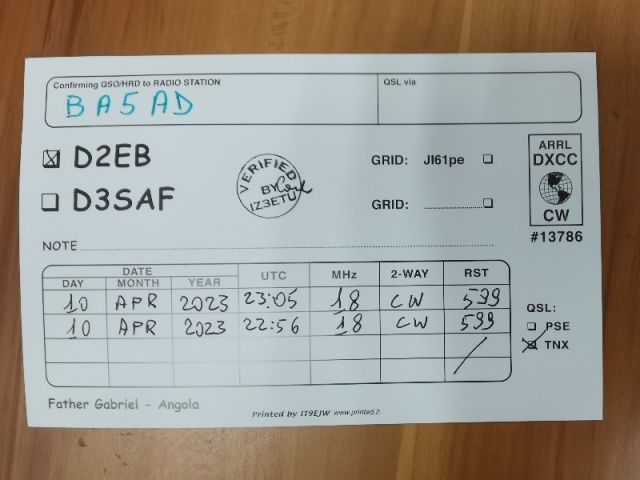 Confirming QSO/HRD to RADIO STATION
QSL via
BA5AD
D2EB
D3SAF
VERIFIED
BY
IZ3ETU
GRID: JI61pe
GRID:
ARRL
DXCC
CW
#13786
NOTE
DATE
DAY MONTH YEAR UTC MHz 2-WAY RST
10 APR 2023 23:05 18 CW 599
10 APR 2023 22:56 18 CW 599
QSL:
PSE
TNX
Father Gabriel - Angola
Printed by IT9EJW www.printed.it